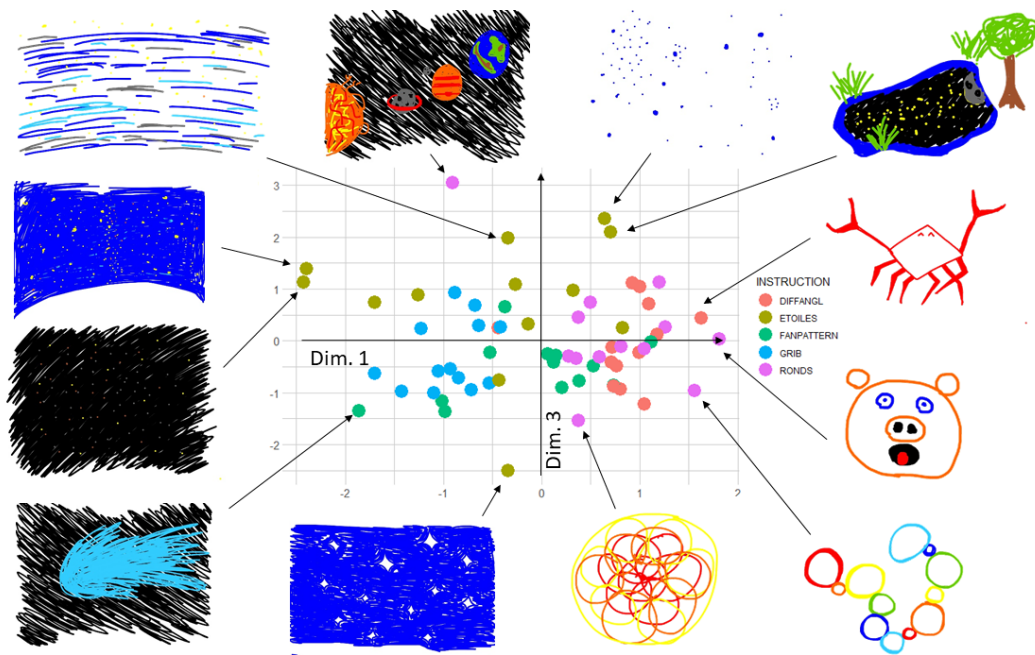 3
2
1
0
-1
-2
-2
-1
0
1
2
Dim. 1
Dim. 3
INSTRUCTION
DIFFANGL
ETOILES
FANPATTERN
GRIB
RONDS